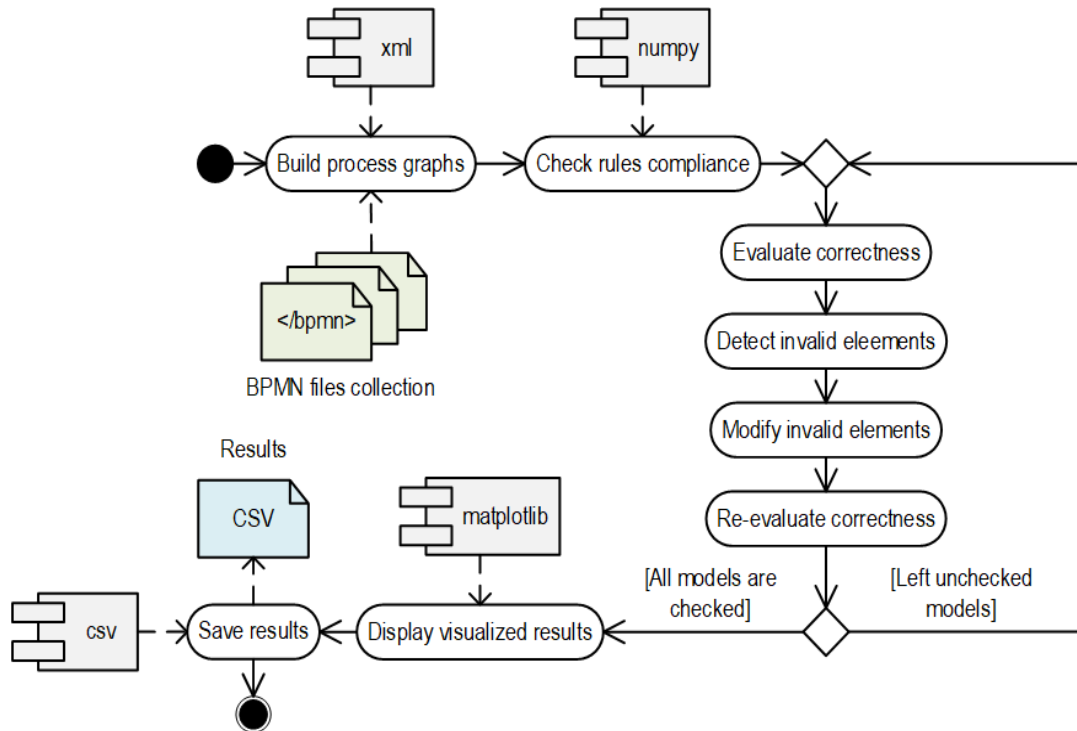 xml
numpy
Build process graphs
Check rules compliance
Evaluate correctness
</bpmn>
Detect invalid eleements
BPMN files collection
Modify invalid elements
Results
CSV
matplotlib
Re-evaluate correctness
[All models are
checked]
[Left unchecked
models]
csv
Save results
Display visualized results